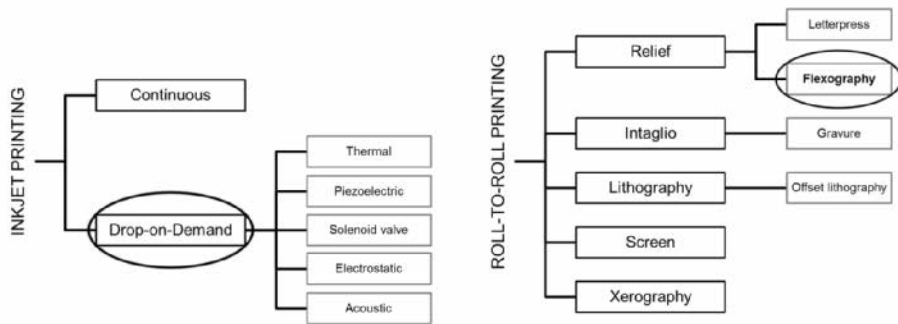 INKJET PRINTING
Continuous
Drop-on-Demand
Thermal
Piezoelectric
Solenoid valve
Electrostatic
Acoustic
ROLL-TO-ROLL PRINTING
Relief
Letterpress
Flexography
Intaglio
Gravure
Lithography
Offset lithography
Screen
Xerography